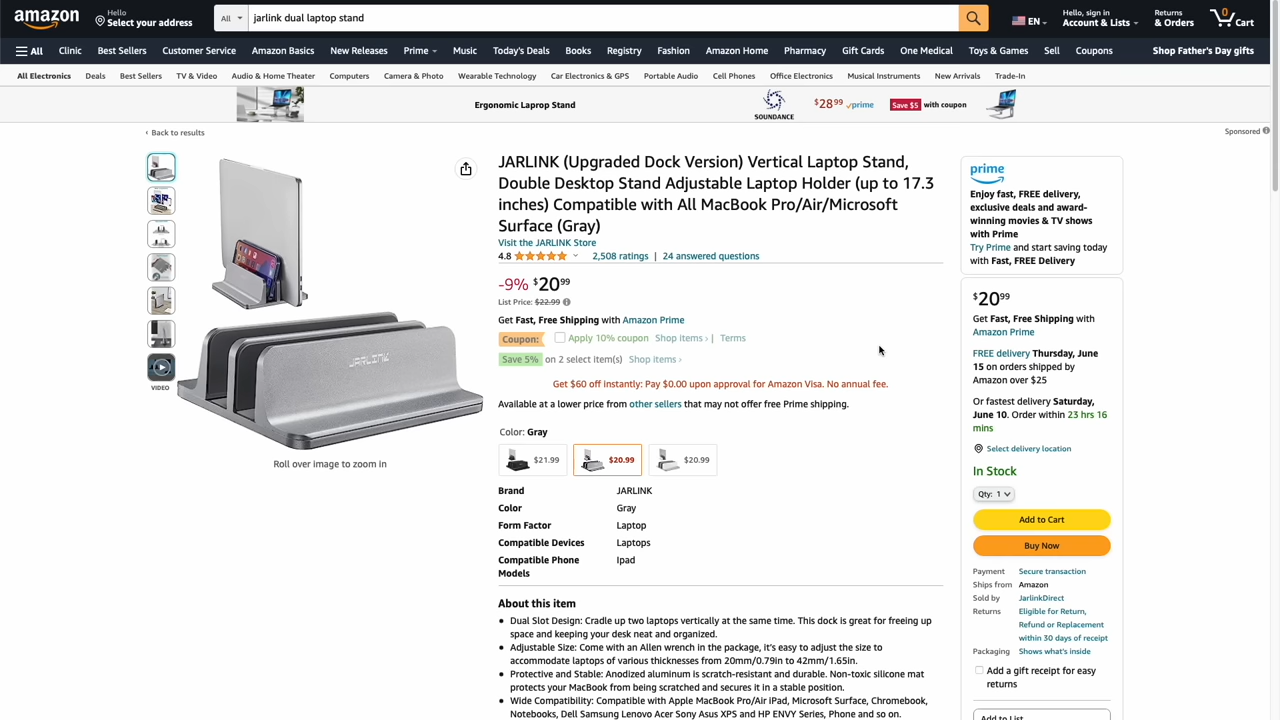 amazon
Hello
Select your address
All
jarlink dual laptop stand
EN
Hello, sign in
Account & Lists
Returns
& Orders
0
Cart
All
Clinic
Best Sellers
Customer Service
Amazon Basics
New Releases
Prime
Music
Today's Deals
Books
Registry
Fashion
Amazon Home
Pharmacy
Gift Cards
One Medical
Toys & Games
Sell
Coupons
Shop Father's Day gifts
All Electronics
Deals
Best Sellers
TV & Video
Audio & Home Theater
Computers
Camera & Photo
Wearable Technology
Car Electronics & GPS
Portable Audio
Cell Phones
Office Electronics
Musical Instruments
New Arrivals
Trade-In
Ergonomic Laprop Stand
SOUNDANCE
$28 99 prime
Save $5 with coupon
‹ Back to results
Sponsored
JARLINK (Upgraded Dock Version) Vertical Laptop Stand,
Double Desktop Stand Adjustable Laptop Holder (up to 17.3
inches) Compatible with All MacBook Pro/Air/Microsoft
Surface (Gray)
Visit the JARLINK Store
4.8 2,508 ratings | 24 answered questions
-9% $20 99
List Price: $22.99
Get Fast, Free Shipping with Amazon Prime
Coupon: Apply 10% coupon Shop items › | Terms
Save 5% on 2 select item(s) Shop items ›
Get $60 off instantly: Pay $0.00 upon approval for Amazon Visa. No annual fee.
Available at a lower price from other sellers that may not offer free Prime shipping.
Color: Gray
$21.99
$20.99
$20.99
Brand JARLINK
Color Gray
Form Factor Laptop
Compatible Devices Laptops
Compatible Phone Ipad
Models
About this item
• Dual Slot Design: Cradle up two laptops vertically at the same time. This dock is great for freeing up
space and keeping your desk neat and organized.
• Adjustable Size: Come with an Allen wrench in the package, it's easy to adjust the size to
accommodate laptops of various thicknesses from 20mm/0.79in to 42mm/1.65in.
• Protective and Stable: Anodized aluminum is scratch-resistant and durable. Non-toxic silicone mat
protects your MacBook from being scratched and secures it in a stable position.
• Wide Compatibility: Compatible with Apple MacBook Pro/Air iPad, Microsoft Surface, Chromebook,
Notebooks, Dell Samsung Lenovo Acer Sony Asus XPS and HP ENVY Series, Phone and so on.
JARLINK
VIDEO
Roll over image to zoom in
prime
Enjoy fast, FREE delivery,
exclusive deals and award-
winning movies & TV shows
with Prime
Try Prime and start saving today
with Fast, FREE Delivery
$20 99
Get Fast, Free Shipping with
Amazon Prime
FREE delivery Thursday, June
15 on orders shipped by
Amazon over $25
Or fastest delivery Saturday,
June 10. Order within 23 hrs 16
mins
Select delivery location
In Stock
Qty: 1
Add to Cart
Buy Now
Payment Secure transaction
Ships from Amazon
Sold by JarlinkDirect
Returns Eligible for Return,
Refund or Replacement
within 30 days of receipt
Packaging Shows what's inside
Add a gift receipt for easy
returns
Add to List